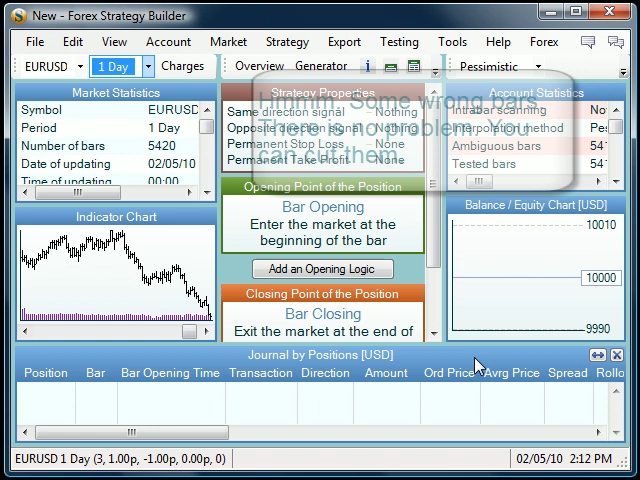 New - Forex Strategy Builder
File Edit View Account Market Strategy Export Testing Tools Help Forex
EURUSD 1 Day Charges Overview Generator i Pessimistic
Market Statistics
Symbol EURUSD
Period 1 Day
Number of bars 5420
Date of updating 02/05/10
Time of updating 00:00
Indicator Chart
Strategy Properties
Same direction signal – Nothing
Opposite direction signal – Nothing
Permanent Stop Loss – None
Permanent Take Profit – None
Hmmm. Some wrong bars.
There is no problem. You
can cut them.
Opening Point of the Position
Bar Opening
Enter the market at the
beginning of the bar
Add an Opening Logic
Closing Point of the Position
Bar Closing
Exit the market at the end of
Account Statistics
Intrabar scanning Not
Interpolation method Pes
Ambiguous bars 541
Tested bars 541
Balance / Equity Chart [USD]
10010
10000
9990
Journal by Positions [USD]
Position Bar Bar Opening Time Transaction Direction Amount Ord Price Avrg Price Spread Rollo
EURUSD 1 Day (3, 1.00p, -1.00p, 0.00p, 0) 02/05/10 2:12 PM